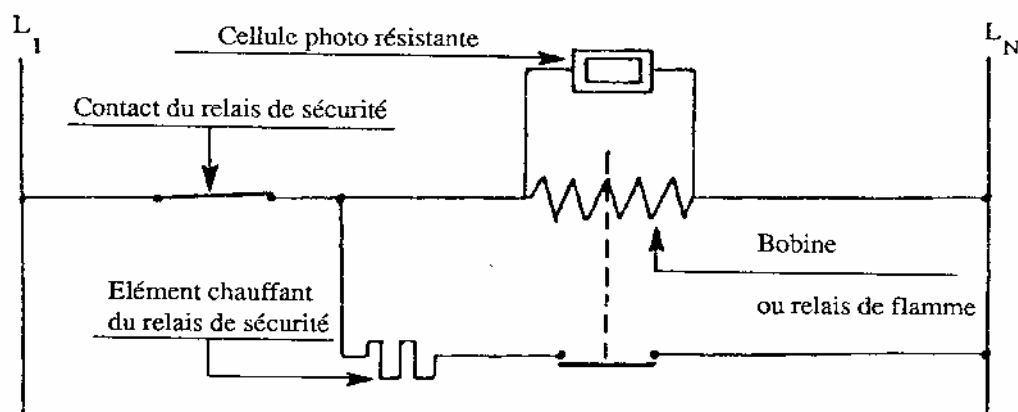 L1
Cellule photo résistante
LN
Contact du relais de sécurité
Bobine
ou relais de flamme
Elément chauffant
du relais de sécurité